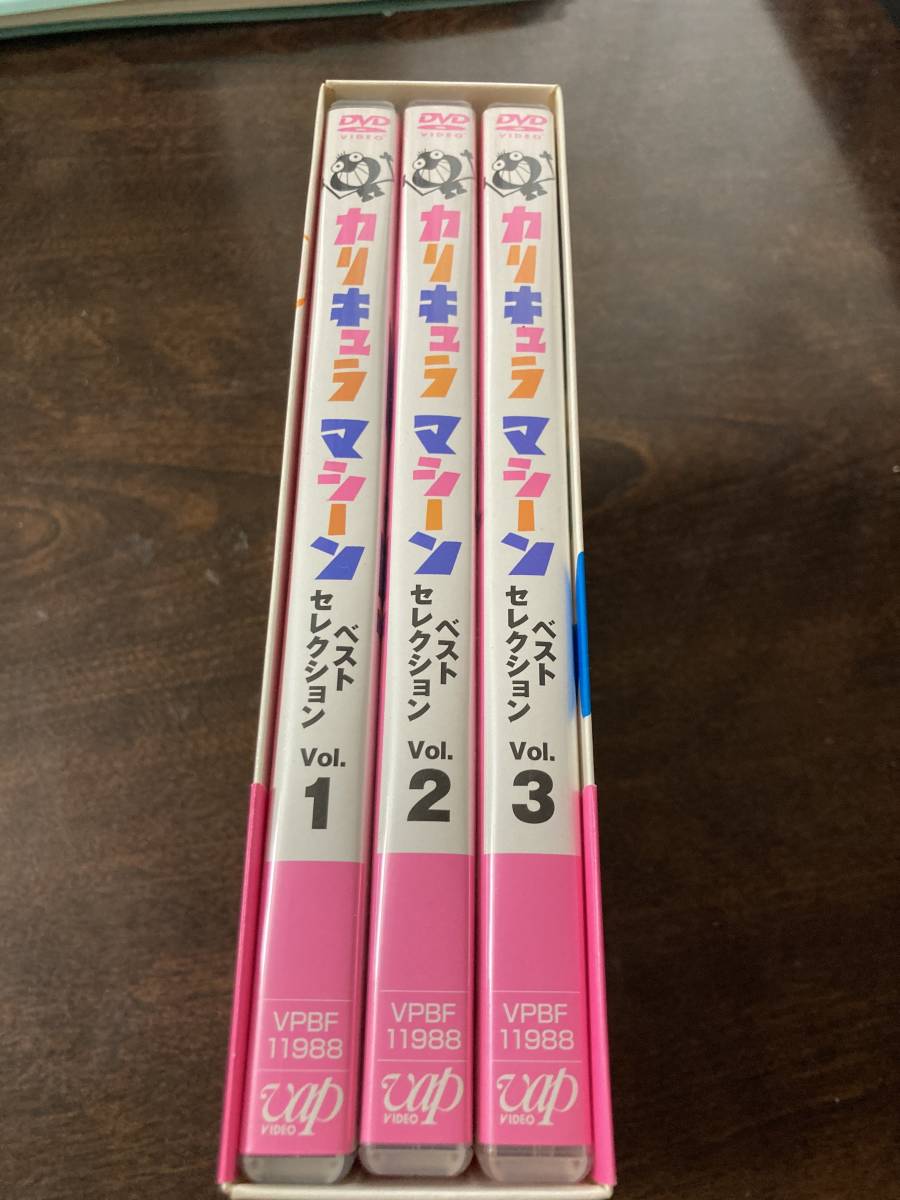 DVD
VIDEO
カリキュラ
マシーン
ベスト
セレクション
Vol.
1
VPBF
11988
vap
VIDEO
DVD
VIDEO
カリキュラ
マシーン
ベスト
セレクション
Vol.
2
VPBF
11988
vap
VIDEO
DVD
VIDEO
カリキュラ
マシーン
ベスト
セレクション
Vol.
3
VPBF
11988
vap
VIDEO